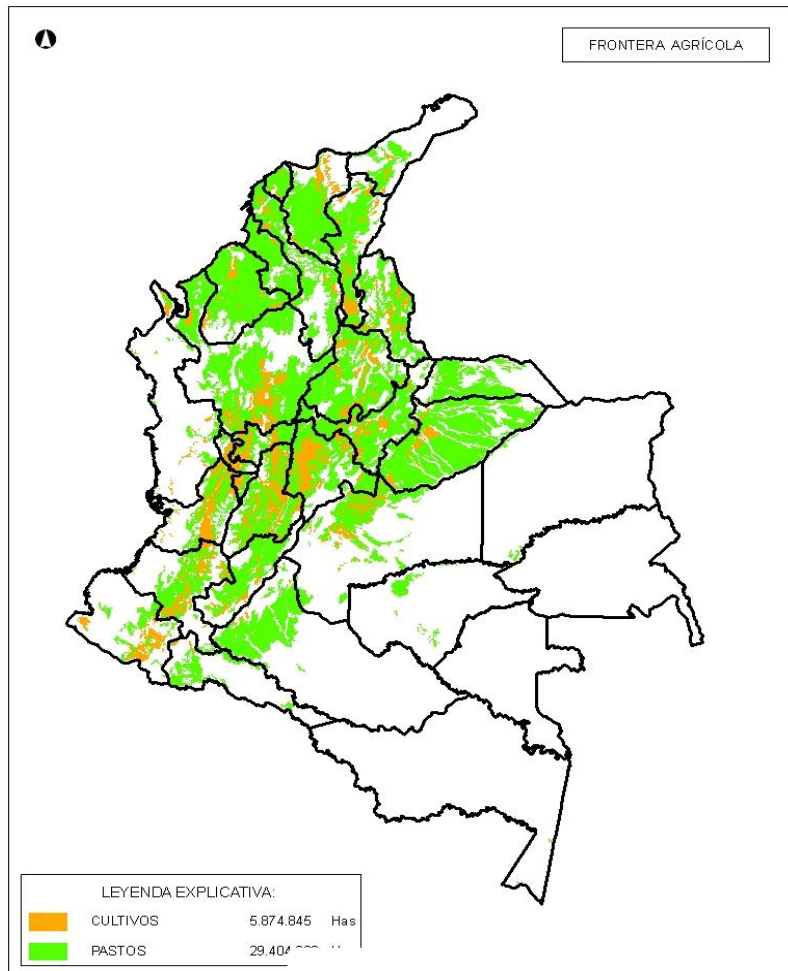 FRONTERA AGRÍCOLA
LEYENDA EXPLICATIVA:
CULTIVOS 5.874.845 Has
PASTOS